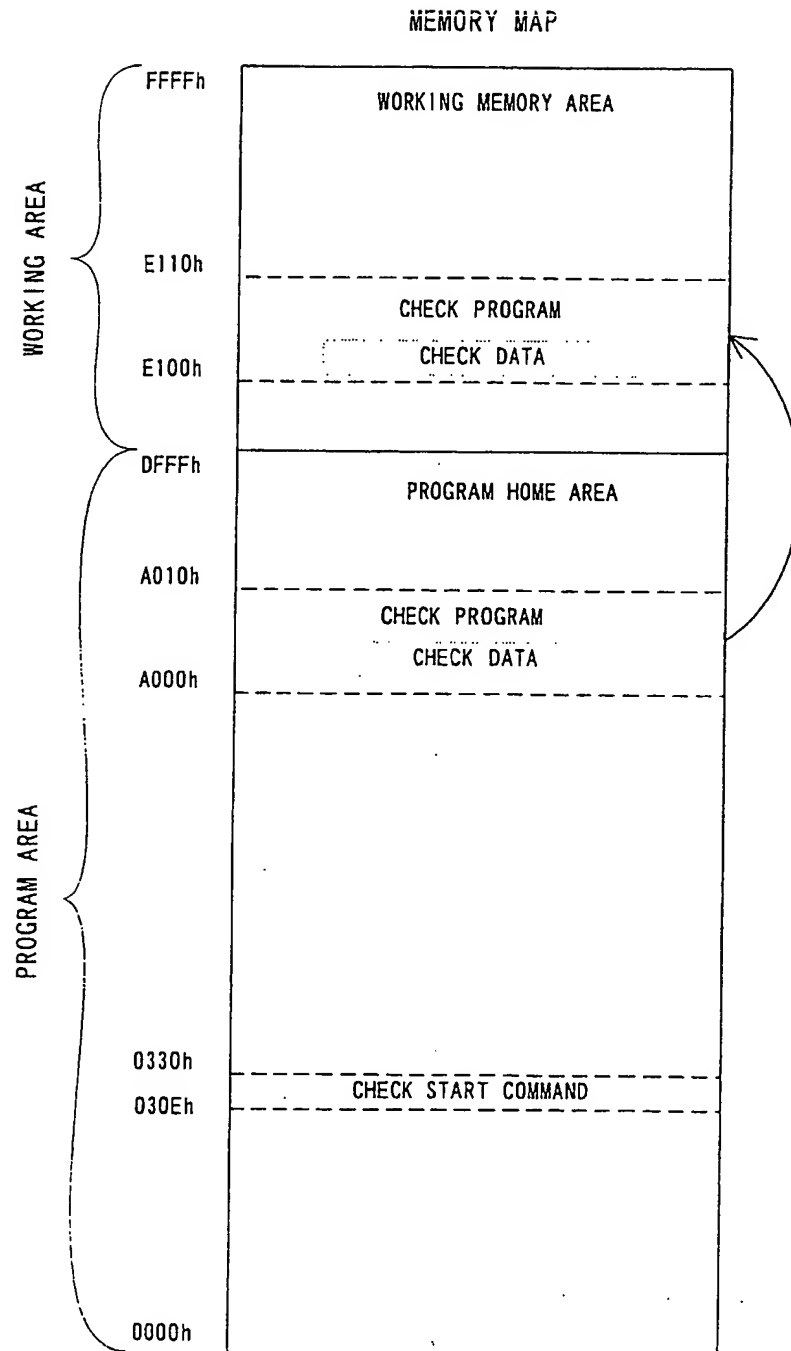 MEMORY MAP
FFFFh
WORKING MEMORY AREA
WORKING AREA
E110h
CHECK PROGRAM
CHECK DATA
E100h
DFFFh
PROGRAM HOME AREA
A010h
CHECK PROGRAM
CHECK DATA
A000h
PROGRAM AREA
0330h
CHECK START COMMAND
030Eh
0000h